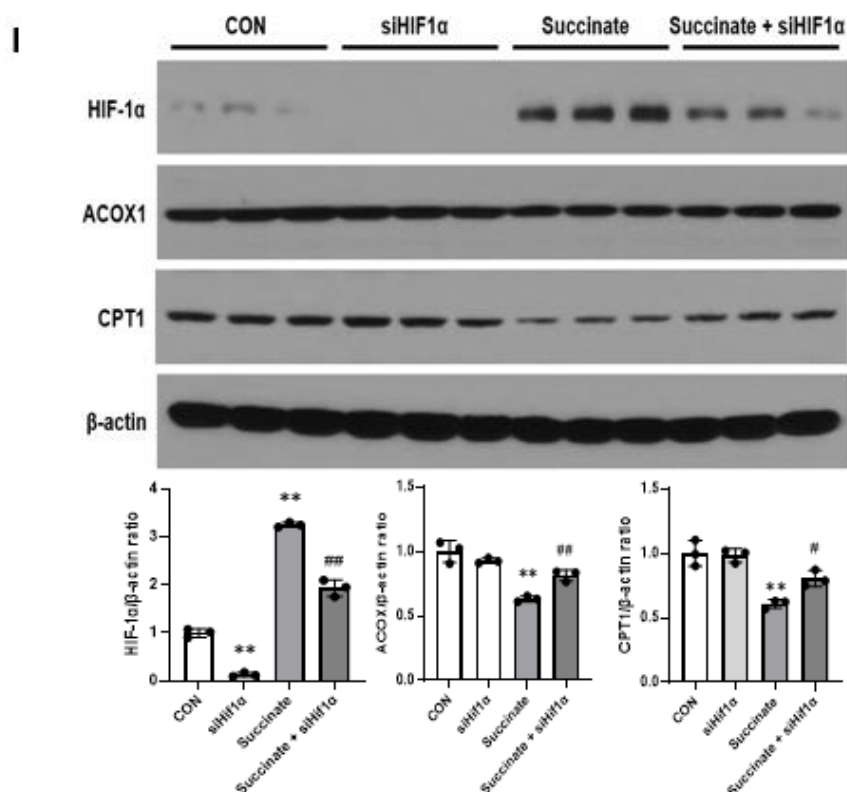 I
CON siHIF1α Succinate Succinate + siHIF1α
HIF-1α
ACOX1
CPT1
β-actin
HIF-1α/β-actin ratio
4
3
2
1
0
**
**
##
CON
siHif1α
Succinate
Succinate + siHif1α
ACOX/β-actin ratio
1.5
1.0
0.5
0.0
**
##
CON
siHif1α
Succinate
Succinate + siHif1α
CPT1/β-actin ratio
1.5
1.0
0.5
0.0
**
#
CON
siHif1α
Succinate
Succinate + siHif1α